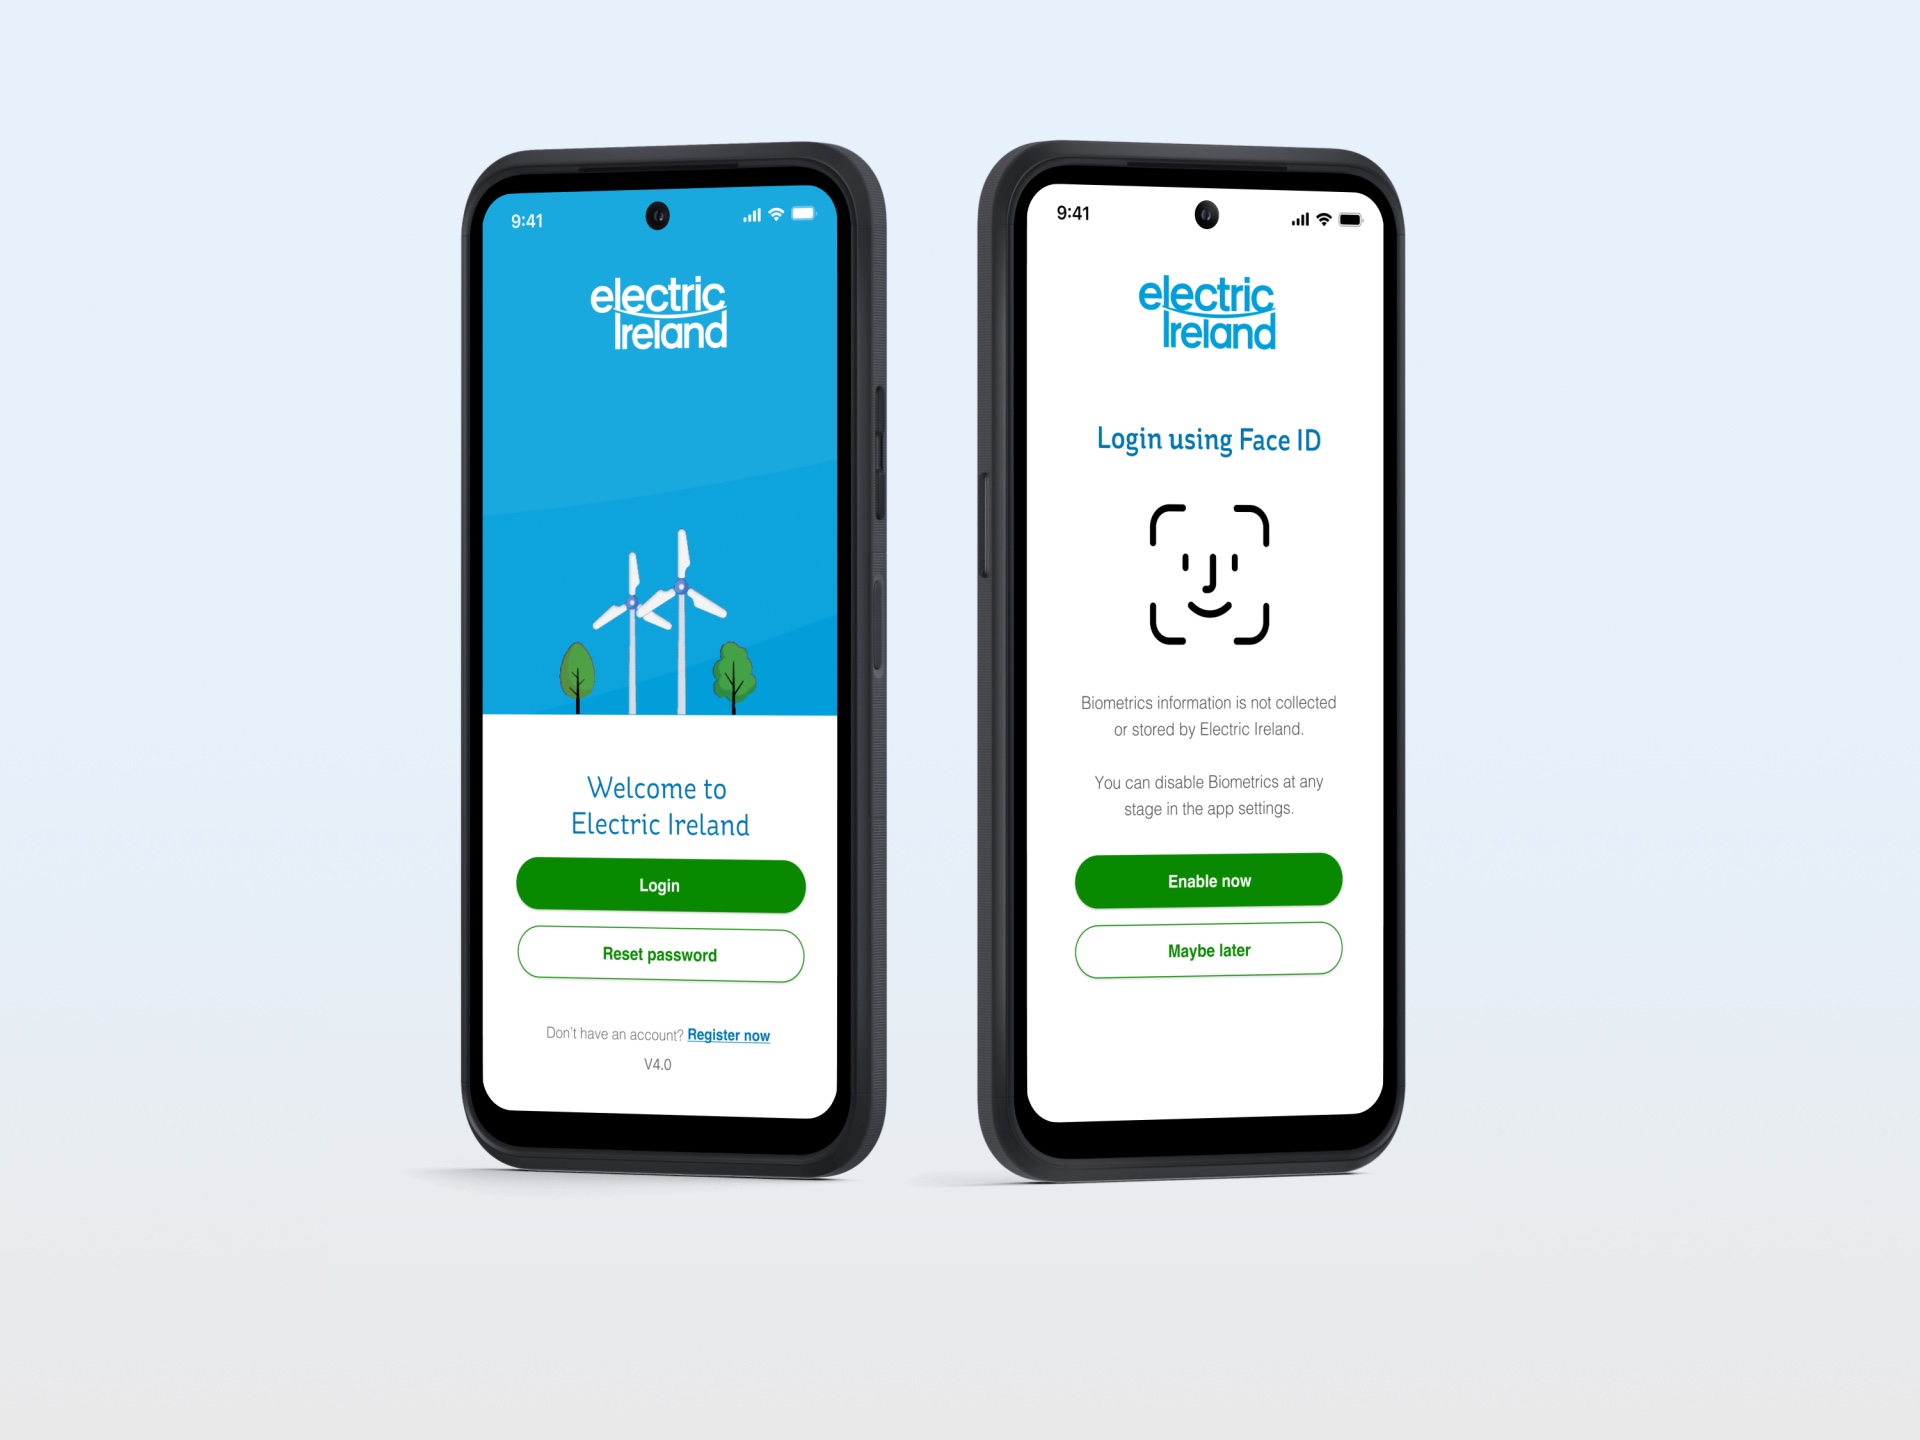 9:41
electric
Ireland
Welcome to
Electric Ireland
Login
Reset password
Don't have an account? Register now
V4.0
9:41
electric
Ireland
Login using Face ID
Biometrics information is not collected
or stored by Electric Ireland.
You can disable Biometrics at any
stage in the app settings.
Enable now
Maybe later